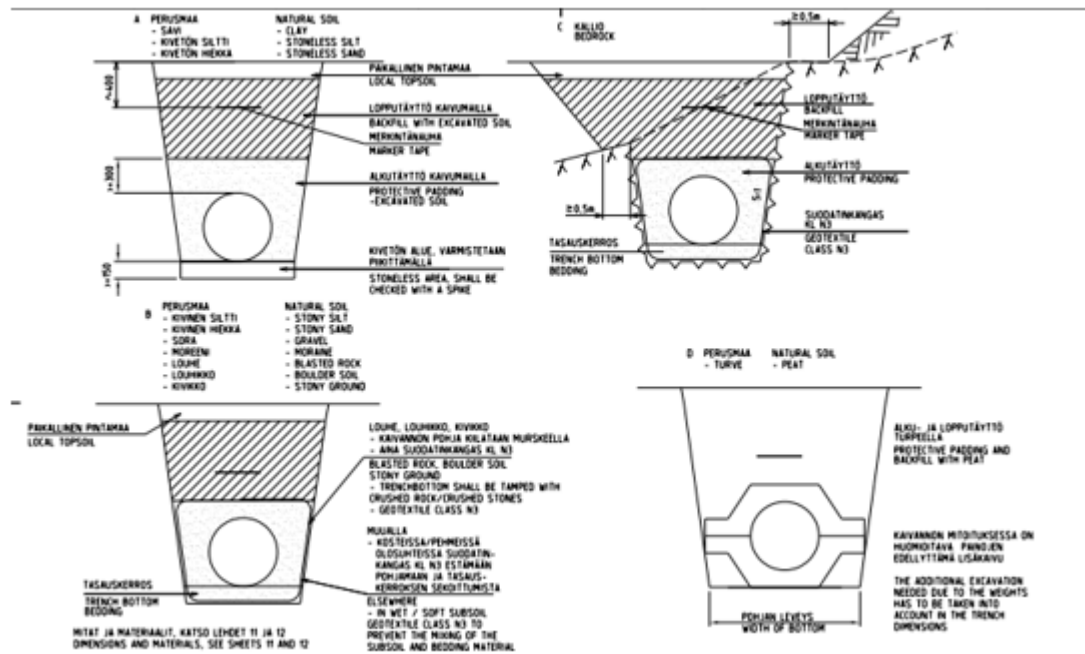 A PERUSMAA
- SAVI
- KIVETÖN SILTTI
- KIVETÖN HIEKKA
NATURAL SOIL
- CLAY
- STONELESS SILT
- STONELESS SAND
PAIKALLINEN PINTAMAA
LOCAL TOPSOIL
LOPPUTÄYTTÖ KAIVUMAILLA
BACKFILL WITH EXCAVATED SOIL
MERKINTÄNAUHA
MARKER TAPE
ALKUTÄYTTÖ KAIVUMAILLA
PROTECTIVE PADDING
-EXCAVATED SOIL
KIVETÖN ALUE, VARMISTETAAN
PIIKITTÄMÄLLÄ
STONELESS AREA, SHALL BE
CHECKED WITH A SPIKE
>=400
>=300
>=150
C KALLIO
BEDROCK
≥0,5m
LOPPUTÄYTTÖ
BACKFILL
MERKINTÄNAUHA
MARKER TAPE
ALKUTÄYTTÖ
PROTECTIVE PADDING
5:1
≥0,5m
SUODATINKANGAS
KL N3
GEOTEXTILE
CLASS N3
TASAUSKERROS
TRENCH BOTTOM
BEDDING
B PERUSMAA
- KIVINEN SILTTI
- KIVINEN HIEKKA
- SORA
- MOREENI
- LOUHE
- LOUHIKKO
- KIVIKKO
NATURAL SOIL
- STONY SILT
- STONY SAND
- GRAVEL
- MORAINE
- BLASTED ROCK
- BOULDER SOIL
- STONY GROUND
PAIKALLINEN PINTAMAA
LOCAL TOPSOIL
LOUHE, LOUHIKKO, KIVIKKO
- KAIVANNON POHJA KIILATAAN MURSKEELLA
- AINA SUODATINKANGAS KL N3
BLASTED ROCK, BOULDER SOIL
STONY GROUND
- TRENCHBOTTOM SHALL BE TAMPED WITH
CRUSHED ROCK/CRUSHED STONES
- GEOTEXTILE CLASS N3
MUUALLA
- KOSTEISSA/PEHMEISSÄ
OLOSUHTEISSA SUODATIN-
KANGAS KL N3 ESTÄMÄÄN
POHJAMAAN JA TASAUS-
KERROKSEN SEKOITTUMISTA
ELSEWHERE
- IN WET / SOFT SUBSOIL
GEOTEXTILE CLASS N3 TO
PREVENT THE MIXING OF THE
SUBSOIL AND BEDDING MATERIAL
TASAUSKERROS
TRENCH BOTTOM
BEDDING
MITAT JA MATERIAALIT, KATSO LEHDET 11 JA 12
DIMENSIONS AND MATERIALS, SEE SHEETS 11 AND 12
D PERUSMAA
- TURVE
NATURAL SOIL
- PEAT
ALKU- JA LOPPUTÄYTTÖ
TURPEELLA
PROTECTIVE PADDING AND
BACKFILL WITH PEAT
KAIVANNON MITOITUKSESSA ON
HUOMIOITAVA PAINOJEN
EDELLYTTÄMÄ LISÄKAIVU
THE ADDITIONAL EXCAVATION
NEEDED DUE TO THE WEIGHTS
HAS TO BE TAKEN INTO
ACCOUNT IN THE TRENCH
DIMENSIONS
POHJAN LEVEYS
WIDTH OF BOTTOM